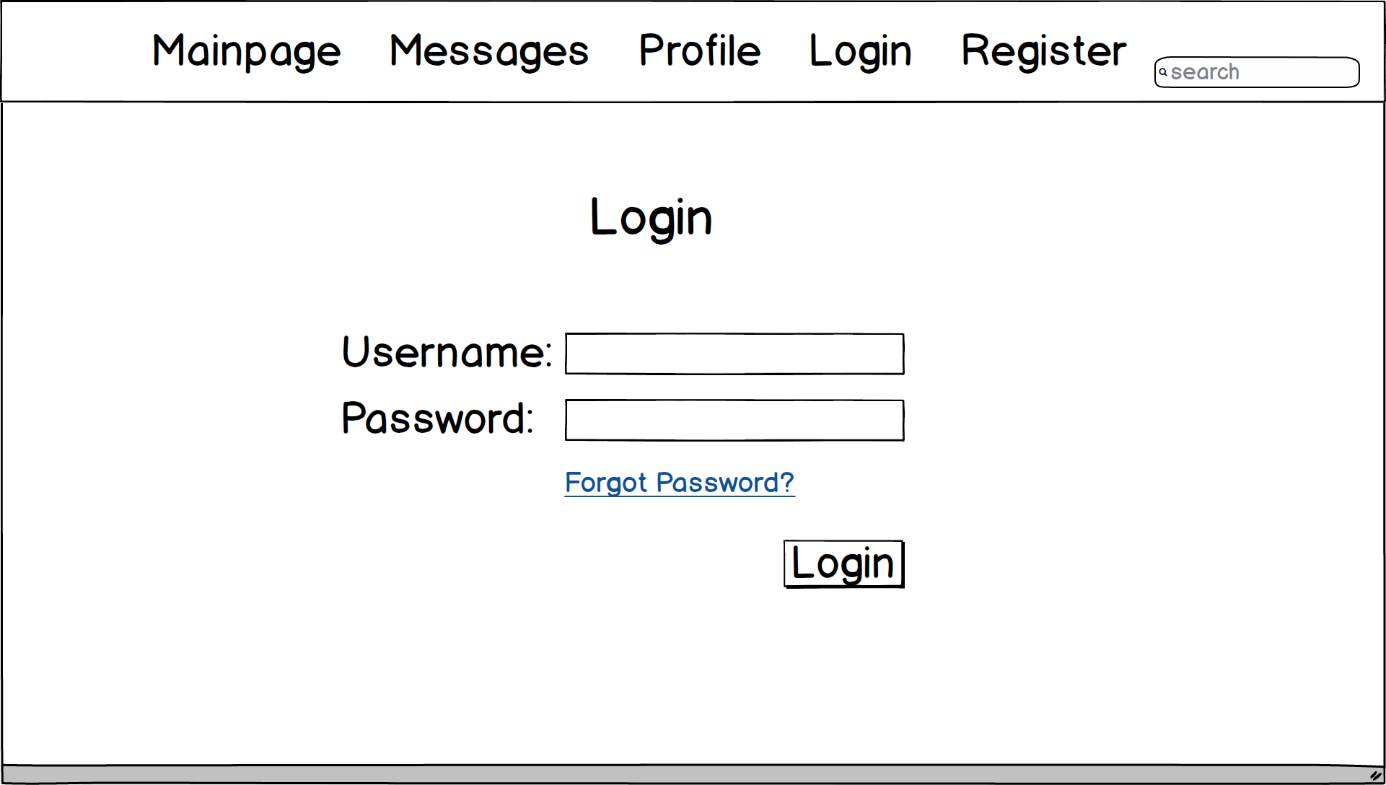 Mainpage Messages Profile Login Register search
Login
Username:
Password:
Forgot Password?
Login